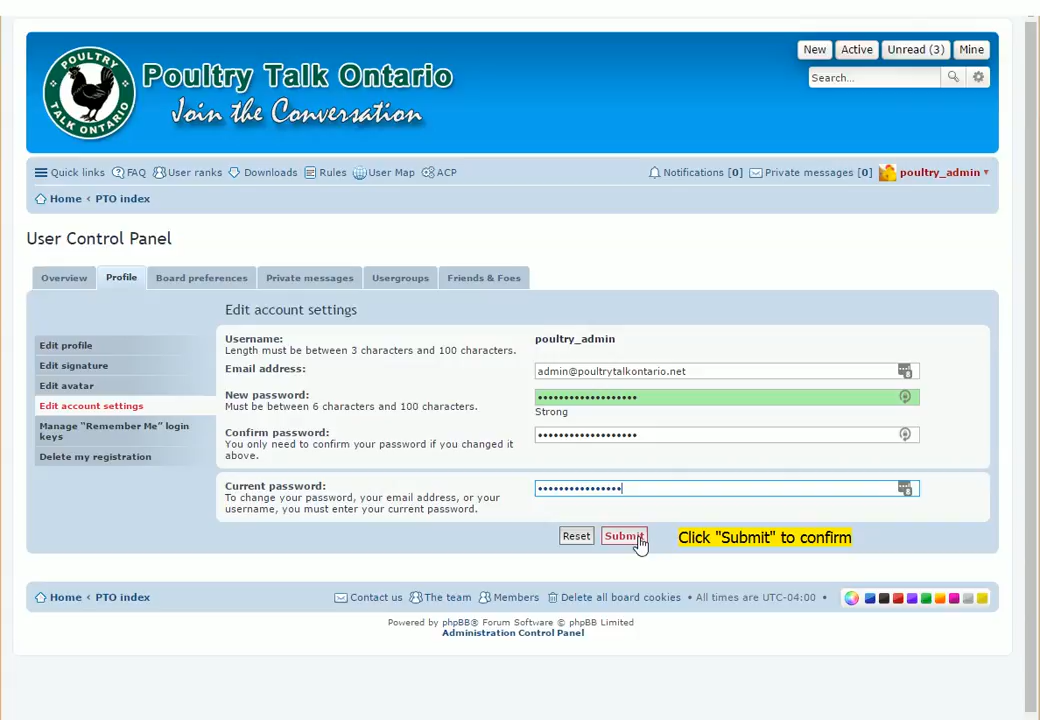 New Active Unread (3) Mine
POULTRY TALK ONTARIO
Poultry Talk Ontario
Join the Conversation
Search...
Quick links FAQ User ranks Downloads Rules User Map ACP Notifications [0] Private messages [0] poultry_admin
Home ‹ PTO index
User Control Panel
Overview Profile Board preferences Private messages Usergroups Friends & Foes
Edit profile
Edit signature
Edit avatar
Edit account settings
Manage “Remember Me” login
keys
Delete my registration
Edit account settings
Username: poultry_admin
Length must be between 3 characters and 100 characters.
Email address: admin@poultrytalkontario.net
New password: •••••••••••••••••••
Must be between 6 characters and 100 characters. Strong
Confirm password: •••••••••••••••••••
You only need to confirm your password if you changed it
above.
Current password: ••••••••••••••••
To change your password, your email address, or your
username, you must enter your current password.
Reset Submit Click "Submit" to confirm
Home ‹ PTO index Contact us The team Members Delete all board cookies • All times are UTC-04:00 •
Powered by phpBB® Forum Software © phpBB Limited
Administration Control Panel